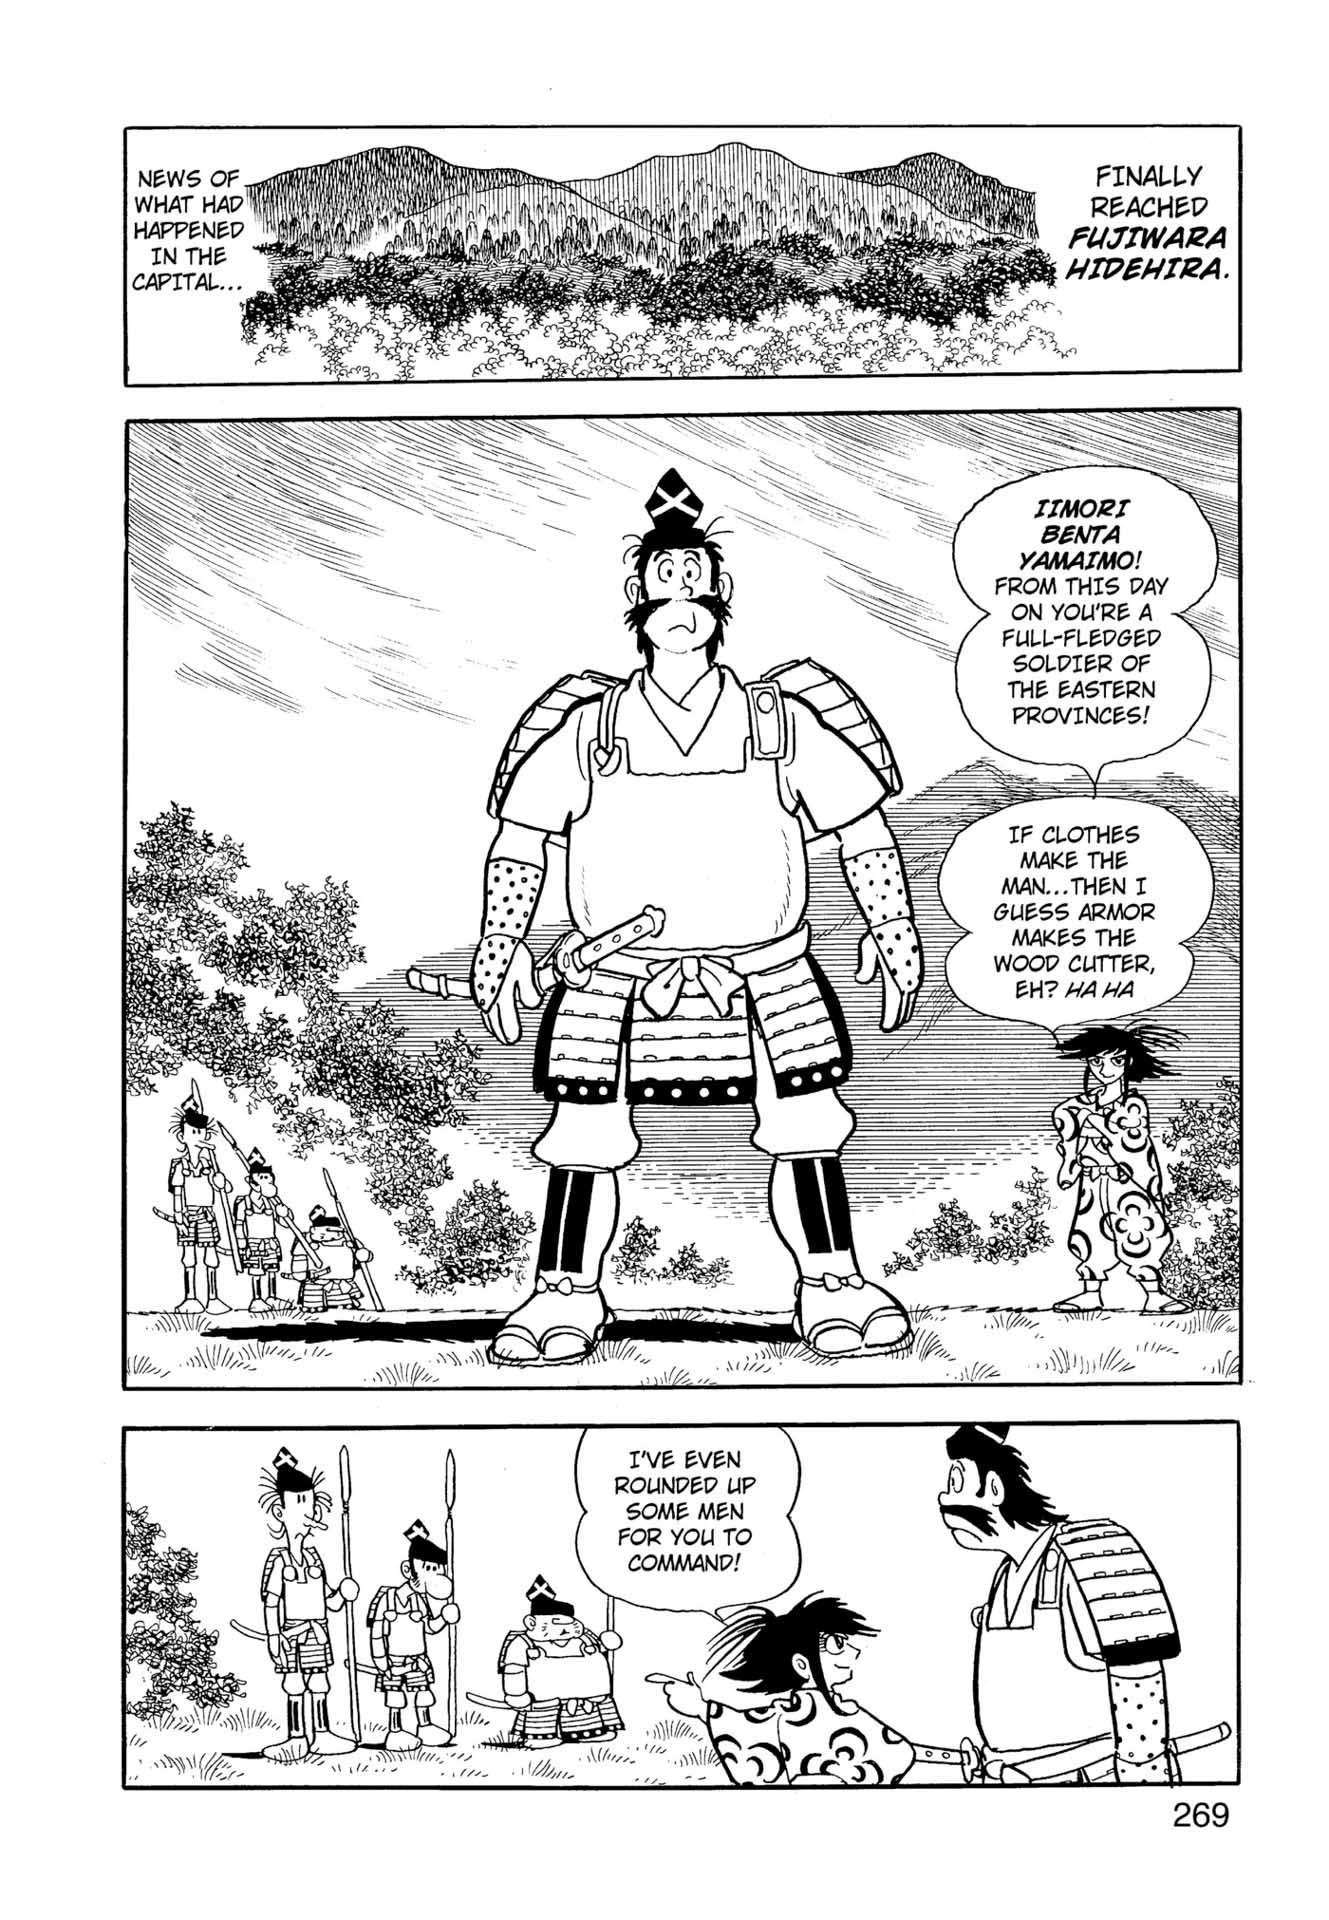 NEWS OF
WHAT HAD
HAPPENED
IN THE
CAPITAL...
FINALLY
REACHED
FUJIWARA
HIDEHIRA.
IIMORI
BENTA
YAMAIMO!
FROM THIS DAY
ON YOU'RE A
FULL-FLEDGED
SOLDIER OF
THE EASTERN
PROVINCES!
IF CLOTHES
MAKE THE
MAN...THEN I
GUESS ARMOR
MAKES THE
WOOD CUTTER,
EH? HA HA
I'VE EVEN
ROUNDED UP
SOME MEN
FOR YOU TO
COMMAND!
269